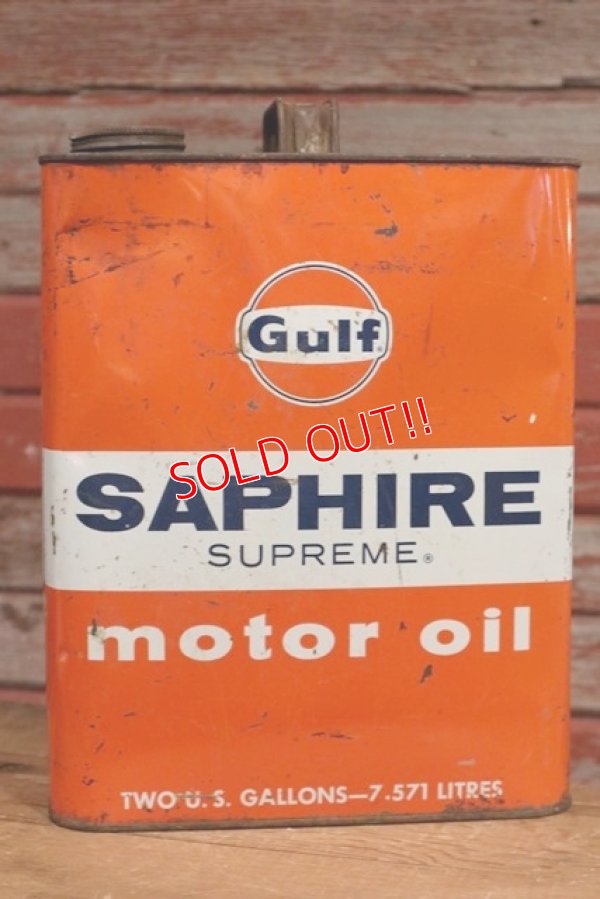 Gulf
SOLD OUT!!
SAPHIRE
SUPREME®
motor oil
TWO U.S. GALLONS—7.571 LITRES